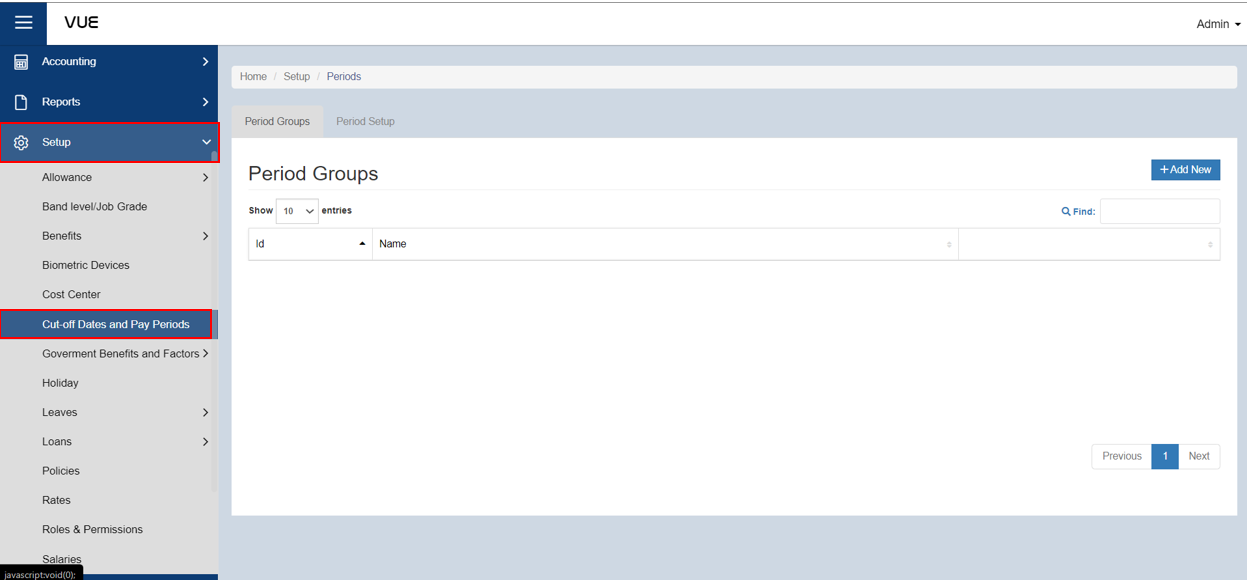 VUE
Admin
Accounting
Reports
Setup
Allowance
Band level/Job Grade
Benefits
Biometric Devices
Cost Center
Cut-off Dates and Pay Periods
Goverment Benefits and Factors
Holiday
Leaves
Loans
Policies
Rates
Roles & Permissions
Salaries
javascript:void(0);
Home / Setup / Periods
Period Groups Period Setup
Period Groups
+Add New
Show 10 entries
Find:
Id Name
Previous 1 Next